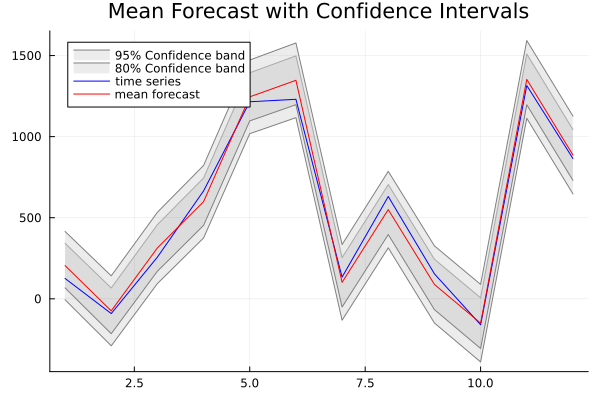 Mean Forecast with Confidence Intervals
1500
95% Confidence band
80% Confidence band
time series
mean forecast
1000
500
0
2.5
5.0
7.5
10.0